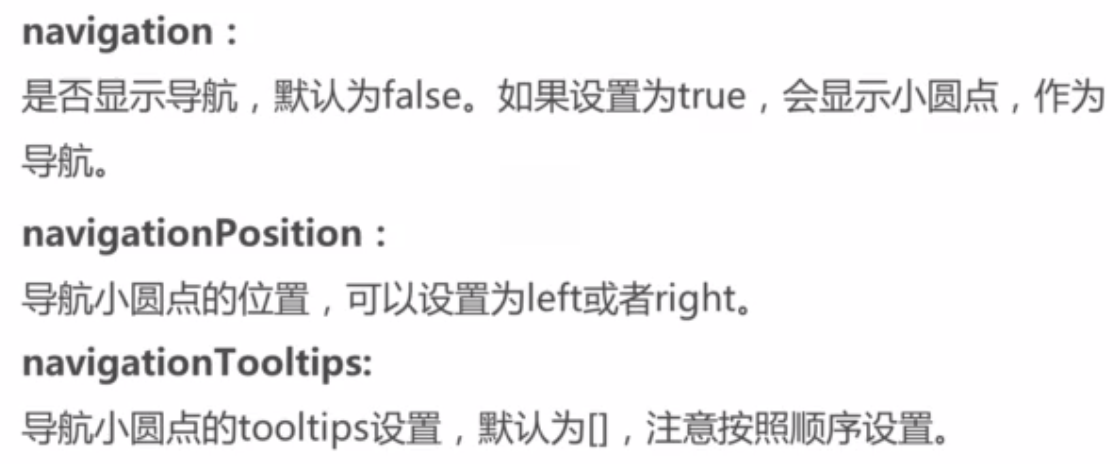 navigation：
是否显示导航，默认为false。如果设置为true，会显示小圆点，作为
导航。
navigationPosition：
导航小圆点的位置，可以设置为left或者right。
navigationTooltips:
导航小圆点的tooltips设置，默认为[]，注意按照顺序设置。